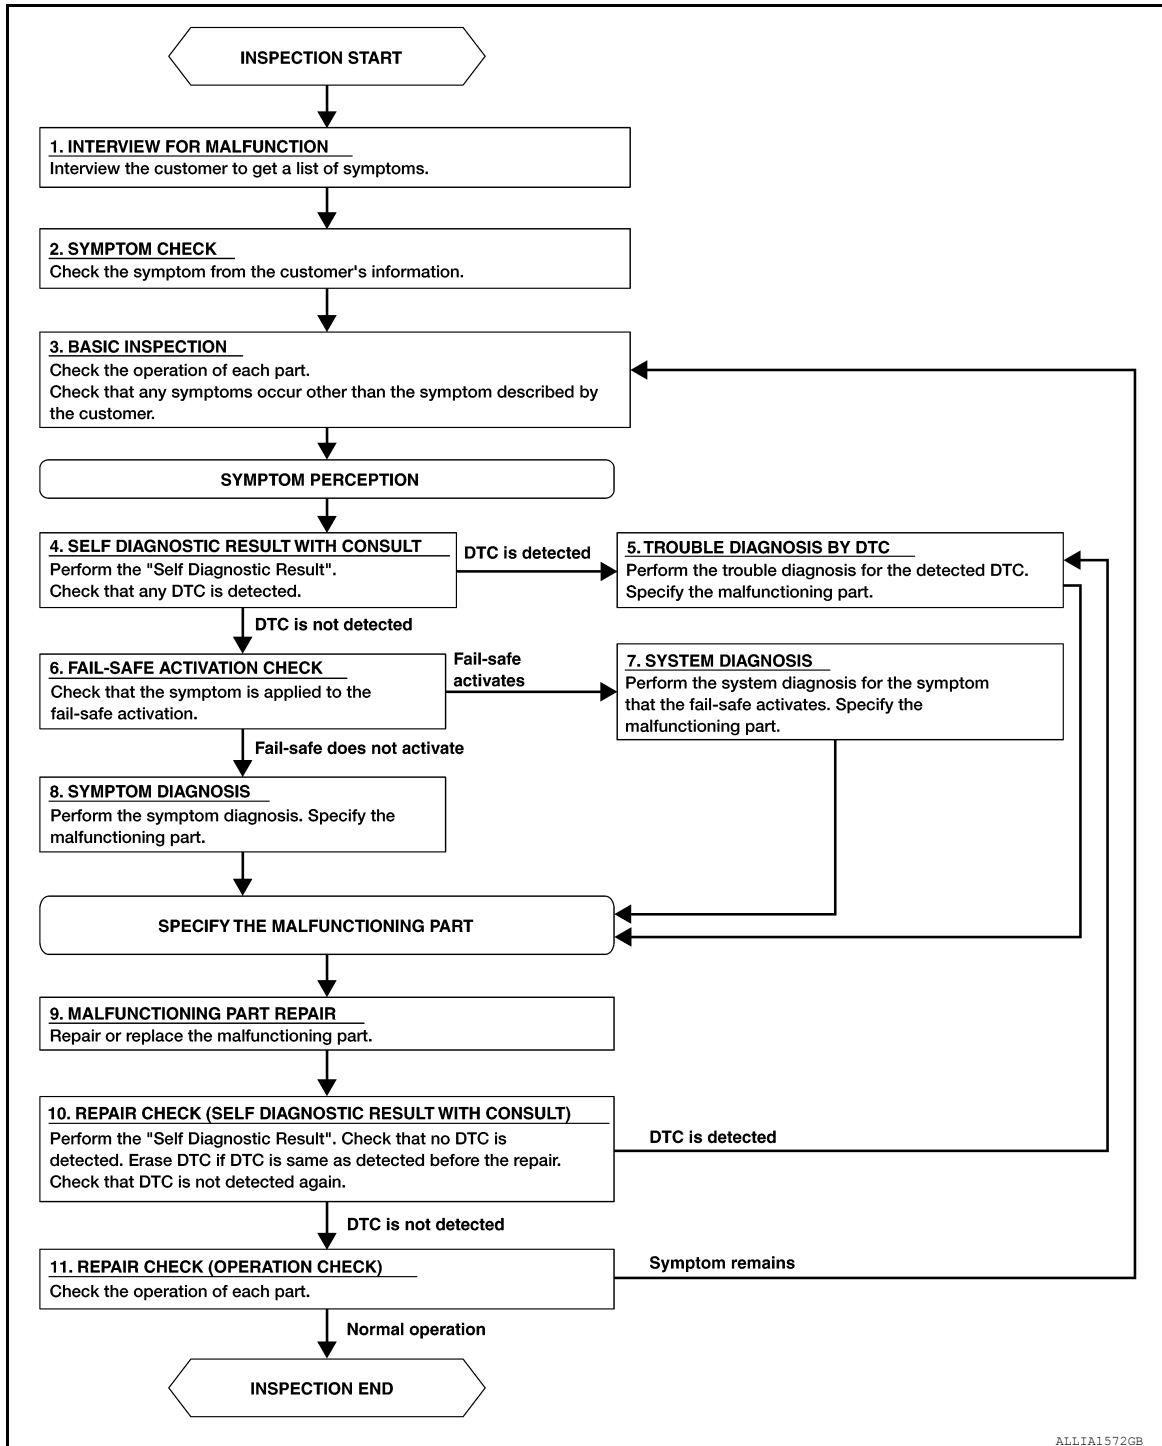 INSPECTION START
1. INTERVIEW FOR MALFUNCTION
Interview the customer to get a list of symptoms.
2. SYMPTOM CHECK
Check the symptom from the customer's information.
3. BASIC INSPECTION
Check the operation of each part.
Check that any symptoms occur other than the symptom described by
the customer.
SYMPTOM PERCEPTION
4. SELF DIAGNOSTIC RESULT WITH CONSULT
Perform the "Self Diagnostic Result".
Check that any DTC is detected.
DTC is detected
5. TROUBLE DIAGNOSIS BY DTC
Perform the trouble diagnosis for the detected DTC.
Specify the malfunctioning part.
DTC is not detected
6. FAIL-SAFE ACTIVATION CHECK
Check that the symptom is applied to the
fail-safe activation.
Fail-safe
activates
7. SYSTEM DIAGNOSIS
Perform the system diagnosis for the symptom
that the fail-safe activates. Specify the
malfunctioning part.
Fail-safe does not activate
8. SYMPTOM DIAGNOSIS
Perform the symptom diagnosis. Specify the
malfunctioning part.
SPECIFY THE MALFUNCTIONING PART
9. MALFUNCTIONING PART REPAIR
Repair or replace the malfunctioning part.
10. REPAIR CHECK (SELF DIAGNOSTIC RESULT WITH CONSULT)
Perform the "Self Diagnostic Result". Check that no DTC is
detected. Erase DTC if DTC is same as detected before the repair.
Check that DTC is not detected again.
DTC is detected
DTC is not detected
11. REPAIR CHECK (OPERATION CHECK)
Check the operation of each part.
Symptom remains
Normal operation
INSPECTION END
ALLIA1572GB